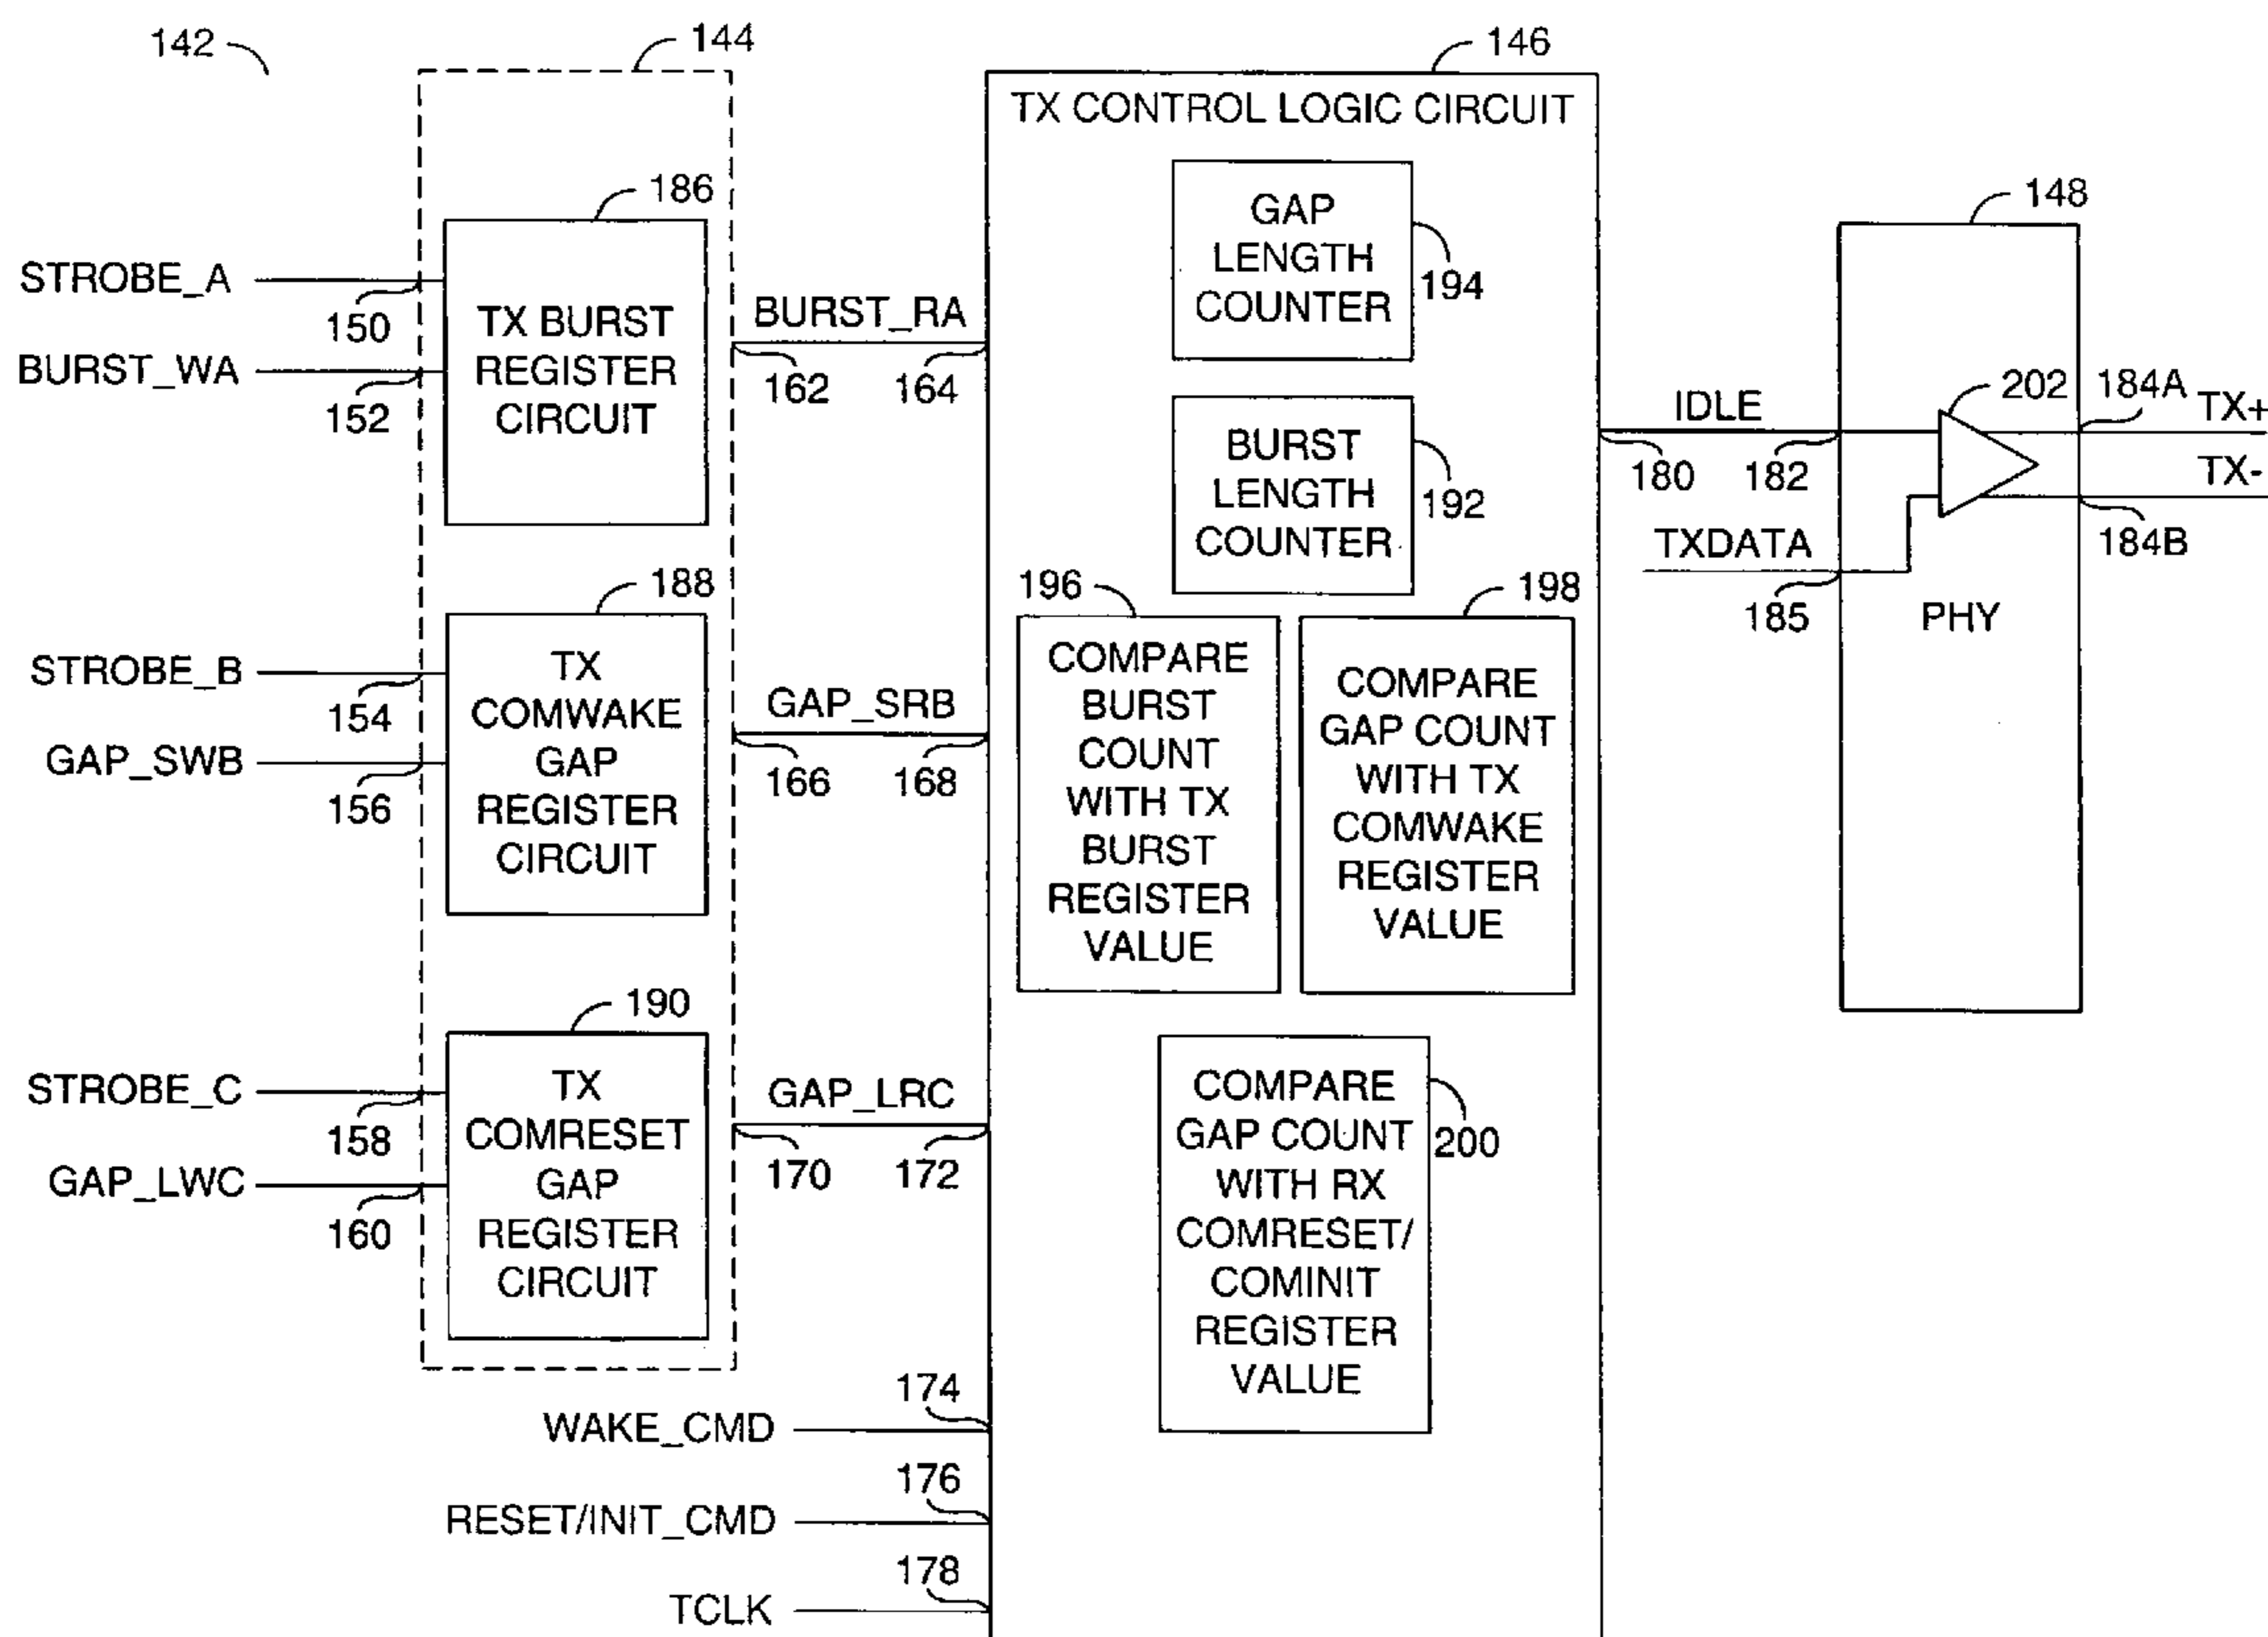 142
144
146
TX CONTROL LOGIC CIRCUIT
148
186
STROBE_A
150
BURST_WA
152
TX BURST
REGISTER
CIRCUIT
BURST_RA
162
164
188
STROBE_B
154
GAP_SWB
156
TX
COMWAKE
GAP
REGISTER
CIRCUIT
GAP_SRB
166
168
190
STROBE_C
158
GAP_LWC
160
TX
COMRESET
GAP
REGISTER
CIRCUIT
GAP_LRC
170
172
WAKE_CMD
174
RESET/INIT_CMD
176
TCLK
178
GAP
LENGTH
COUNTER
194
BURST
LENGTH
COUNTER
192
196
COMPARE
BURST
COUNT
WITH TX
BURST
REGISTER
VALUE
198
COMPARE
GAP COUNT
WITH TX
COMWAKE
REGISTER
VALUE
COMPARE
GAP COUNT
WITH RX
COMRESET/
COMINIT
REGISTER
VALUE
200
IDLE
180
182
TXDATA
185
202
PHY
184A
TX+
TX-
184B